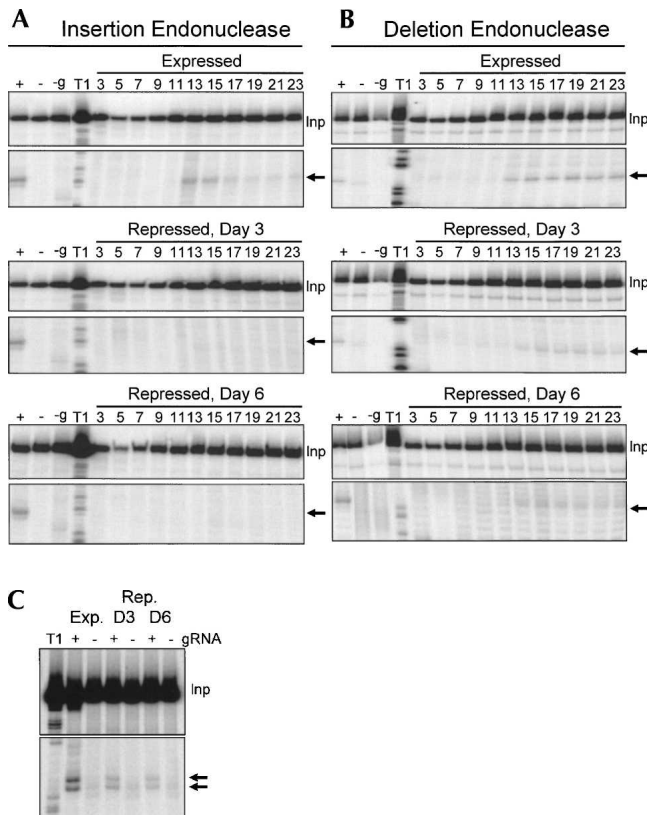 A Insertion Endonuclease
Expressed
+ - -g T1 3 5 7 9 11 13 15 17 19 21 23
Inp
Repressed, Day 3
+ - -g T1 3 5 7 9 11 13 15 17 19 21 23
Inp
Repressed, Day 6
+ - -g T1 3 5 7 9 11 13 15 17 19 21 23
Inp
B Deletion Endonuclease
Expressed
+ - -g T1 3 5 7 9 11 13 15 17 19 21 23
Inp
Repressed, Day 3
+ - -g T1 3 5 7 9 11 13 15 17 19 21 23
Inp
Repressed, Day 6
+ - -g T1 3 5 7 9 11 13 15 17 19 21 23
Inp
C
Rep.
Exp. D3 D6
T1 + - + - + - gRNA
Inp